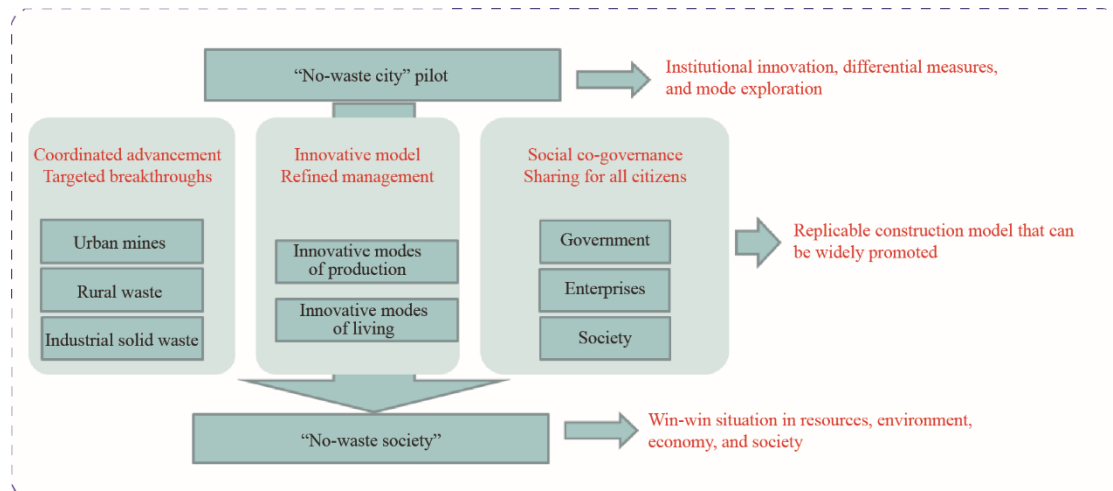 “No-waste city” pilot
Institutional innovation, differential measures,
and mode exploration
Coordinated advancement
Targeted breakthroughs
Urban mines
Rural waste
Industrial solid waste
Innovative model
Refined management
Innovative modes
of production
Innovative modes
of living
Social co-governance
Sharing for all citizens
Government
Enterprises
Society
Replicable construction model that can
be widely promoted
“No-waste society”
Win-win situation in resources, environment,
economy, and society